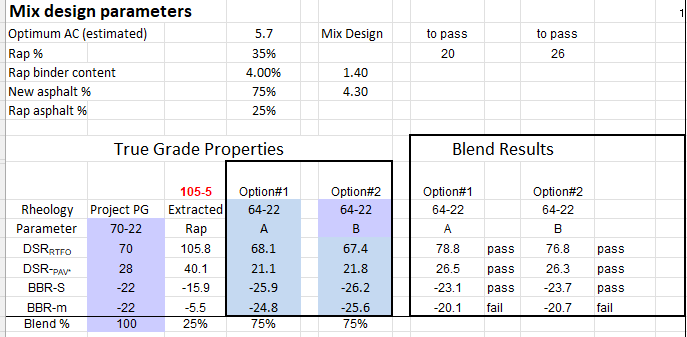 Mix design parameters 1
Optimum AC (estimated) 5.7 Mix Design to pass to pass
Rap % 35% 20 26
Rap binder content 4.00% 1.40
New asphalt % 75% 4.30
Rap asphalt % 25%
True Grade Properties Blend Results
105-5 Option#1 Option#2 Option#1 Option#2
Rheology Project PG Extracted 64-22 64-22 64-22 64-22
Parameter 70-22 Rap A B A B
DSR RTFO 70 105.8 68.1 67.4 78.8 pass 76.8 pass
DSR-PAV* 28 40.1 21.1 21.8 26.5 pass 26.3 pass
BBR-S -22 -15.9 -25.9 -26.2 -23.1 pass -23.7 pass
BBR-m -22 -5.5 -24.8 -25.6 -20.1 fail -20.7 fail
Blend % 100 25% 75% 75%